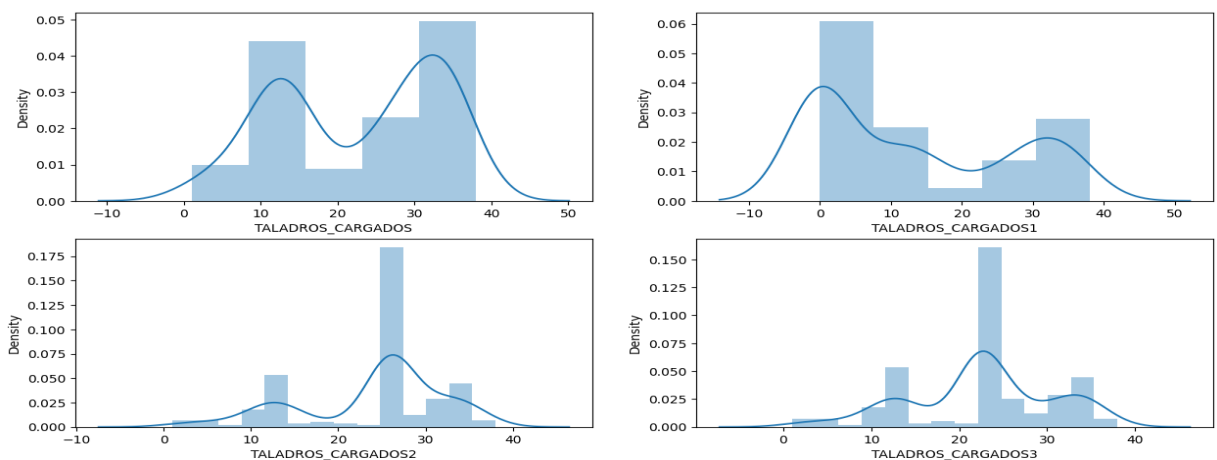 0.05
0.04
0.03
0.02
0.01
0.00
Density
−10 0 10 20 30 40 50
TALADROS_CARGADOS
0.06
0.05
0.04
0.03
0.02
0.01
0.00
Density
−10 0 10 20 30 40 50
TALADROS_CARGADOS1
0.175
0.150
0.125
0.100
0.075
0.050
0.025
0.000
Density
−10 0 10 20 30 40
TALADROS_CARGADOS2
0.150
0.125
0.100
0.075
0.050
0.025
0.000
Density
0 10 20 30 40
TALADROS_CARGADOS3